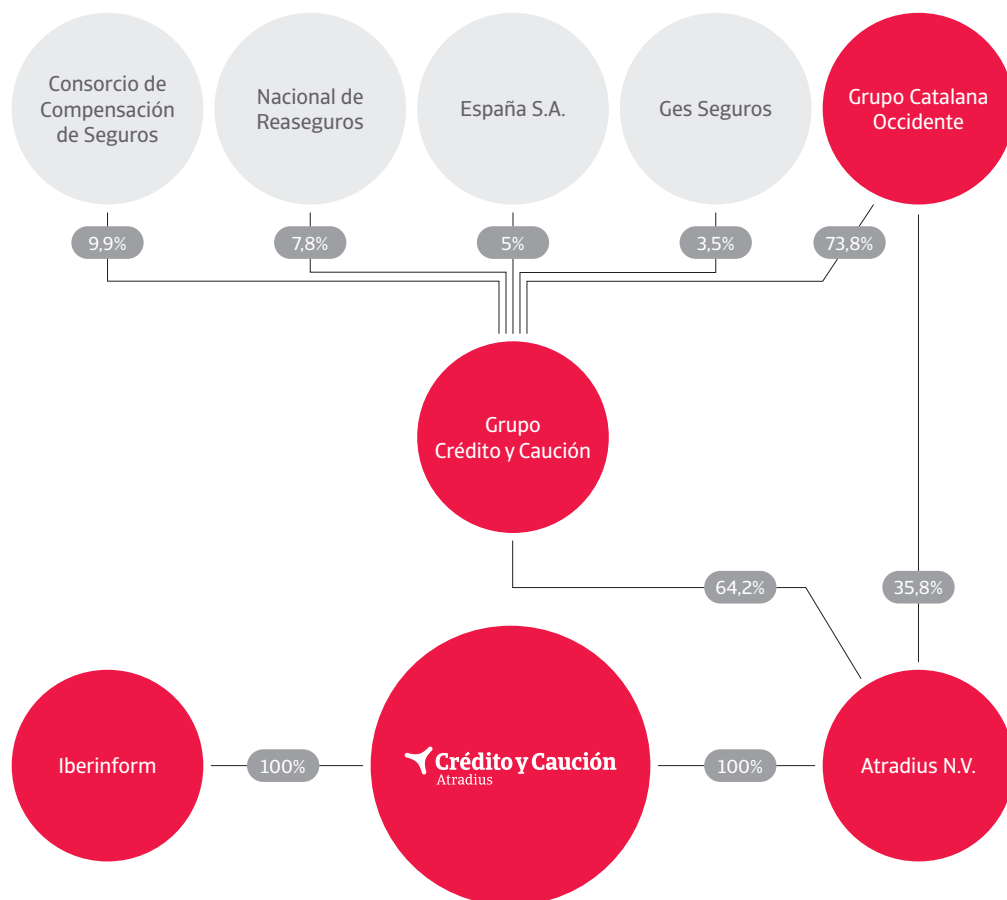 Consorcio de
Compensación
de Seguros
Nacional de
Reaseguros
España S.A.
Ges Seguros
Grupo Catalana
Occidente
9,9%
7,8%
5%
3,5%
73,8%
Grupo
Crédito y Caución
64,2%
35,8%
Iberinform
100%
Crédito y Caución
Atradius
100%
Atradius N.V.